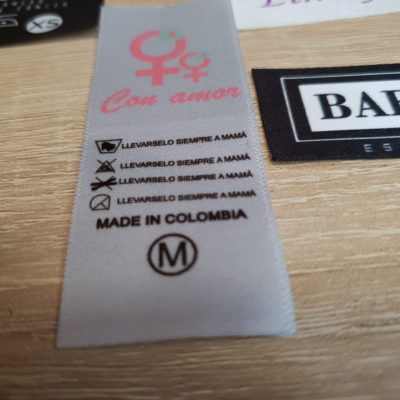 XS
Con amor
LLEVARSELO SIEMPRE A MAMÁ
LLEVARSELO SIEMPRE A MAMÁ
LLEVARSELO SIEMPRE A MAMÁ
LLEVARSELO SIEMPRE A MAMÁ
MADE IN COLOMBIA
M
BAR
ES